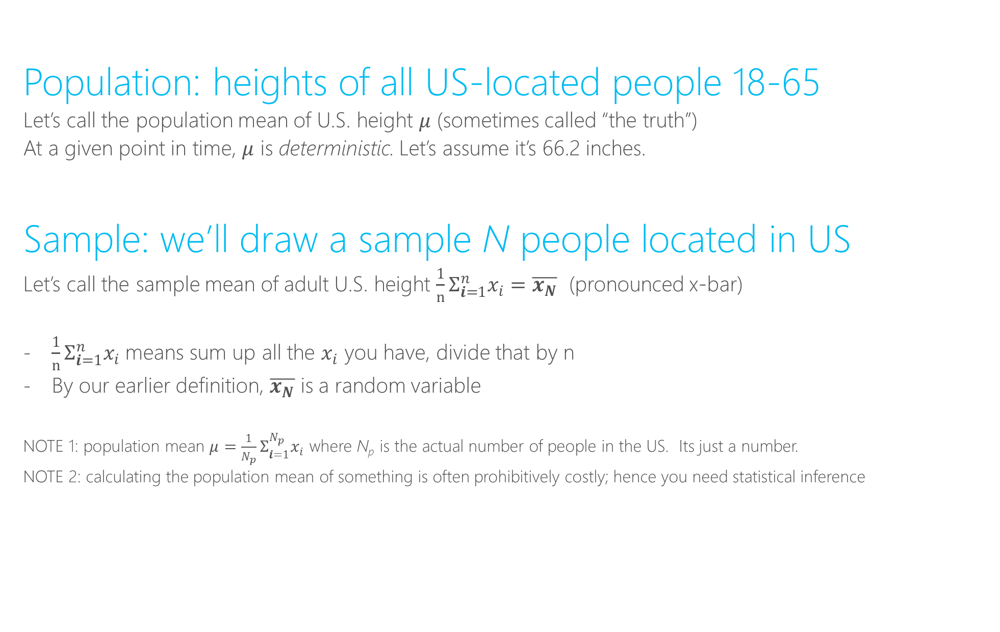 Population: heights of all US-located people 18-65
Let’s call the population mean of U.S. height μ (sometimes called “the truth”)
At a given point in time, μ is deterministic. Let’s assume it’s 66.2 inches.
Sample: we’ll draw a sample N people located in US
Let’s call the sample mean of adult U.S. height $\frac{1}{n}\Sigma_{i=1}^{n} x_i = \overline{x_N}$ (pronounced x-bar)
- $\frac{1}{n}\Sigma_{i=1}^{n} x_i$ means sum up all the $x_i$ you have, divide that by n
- By our earlier definition, $\overline{x_N}$ is a random variable
NOTE 1: population mean $\mu = \frac{1}{N_p}\Sigma_{i=1}^{N_p} x_i$ where $N_p$ is the actual number of people in the US. Its just a number.
NOTE 2: calculating the population mean of something is often prohibitively costly; hence you need statistical inference